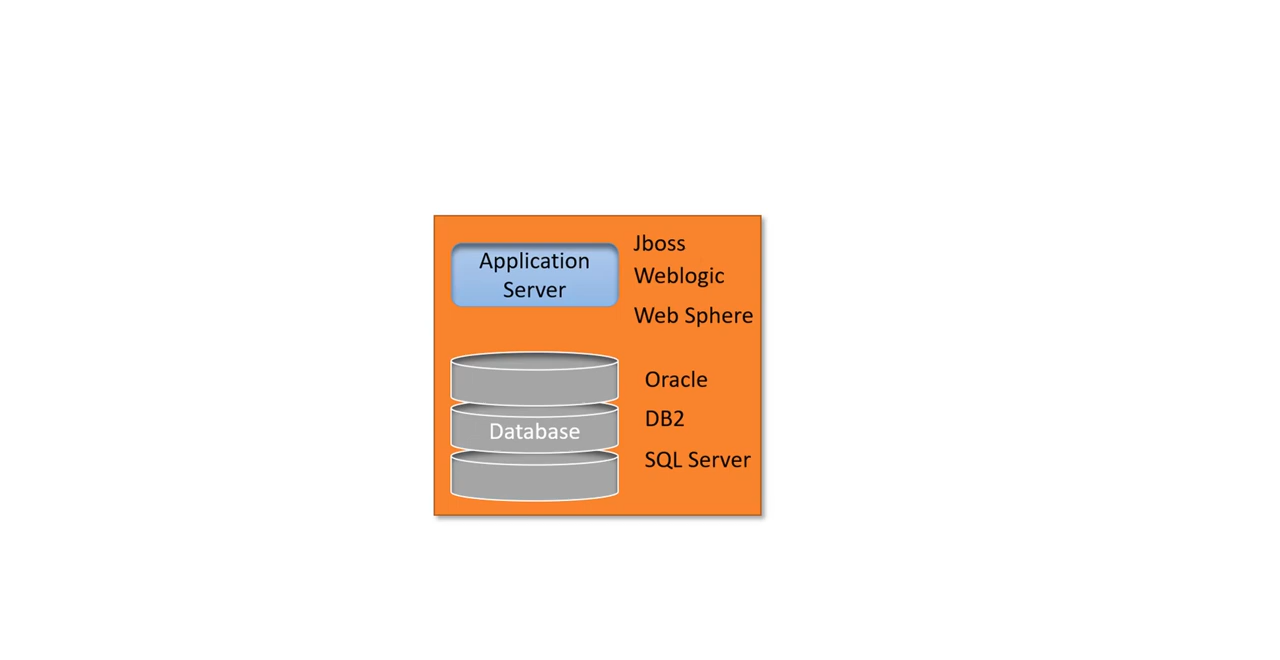 Application
Server
Jboss
Weblogic
Web Sphere
Database
Oracle
DB2
SQL Server